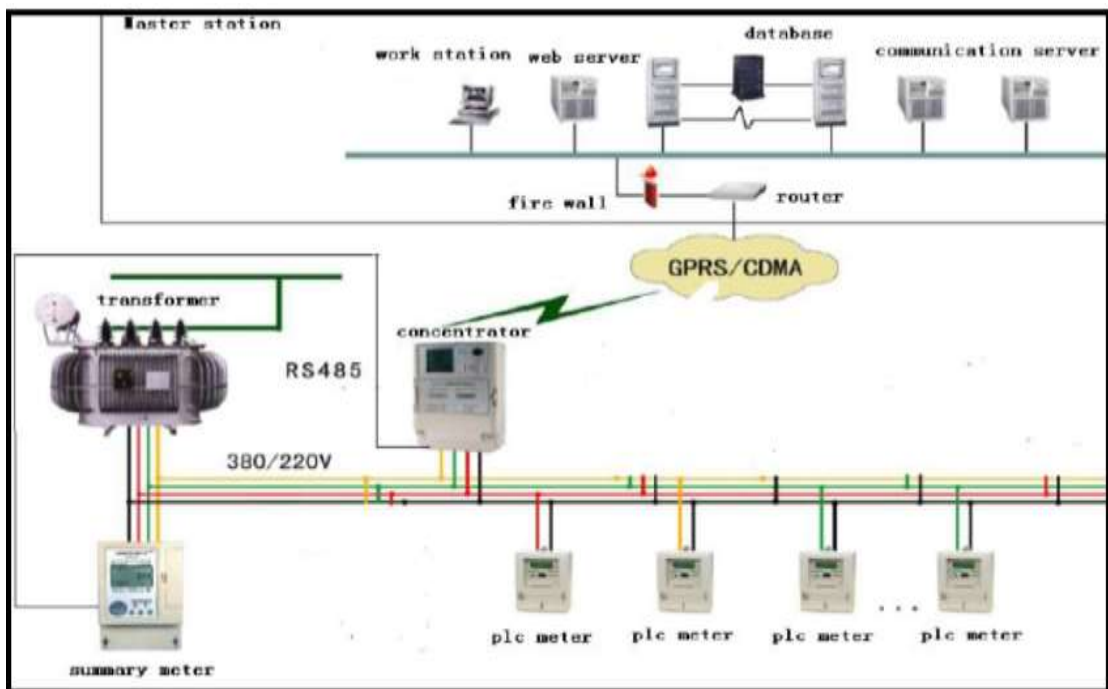 Master station
work station
web server
database
communication server
fire wall
router
GPRS/CDMA
transformer
concentrator
RS485
380/220V
plc meter
plc meter
plc meter
...
plc meter
summary meter